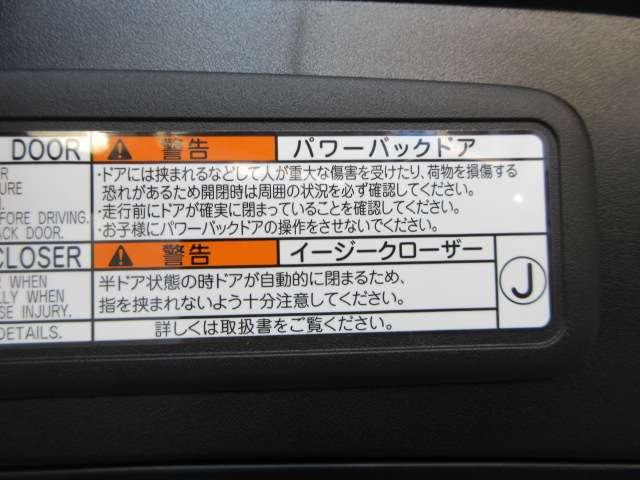 DOOR 警告 パワーバックドア
・ドアには挟まれるなどして人が重大な傷害を受けたり、荷物を損傷する
恐れがあるため開閉時は周囲の状況を必ず確認してください。
・走行前にドアが確実に閉まっていることを確認してください。
・お子様にパワーバックドアの操作をさせないでください。
URE
EFORE DRIVING.
CK DOOR.
CLOSER 警告 イージークローザー
半ドア状態の時ドアが自動的に閉まるため、
指を挟まれないよう十分注意してください。
R WHEN
LLY WHEN
SE INJURY.
DETAILS. 詳しくは取扱書をご覧ください。
J